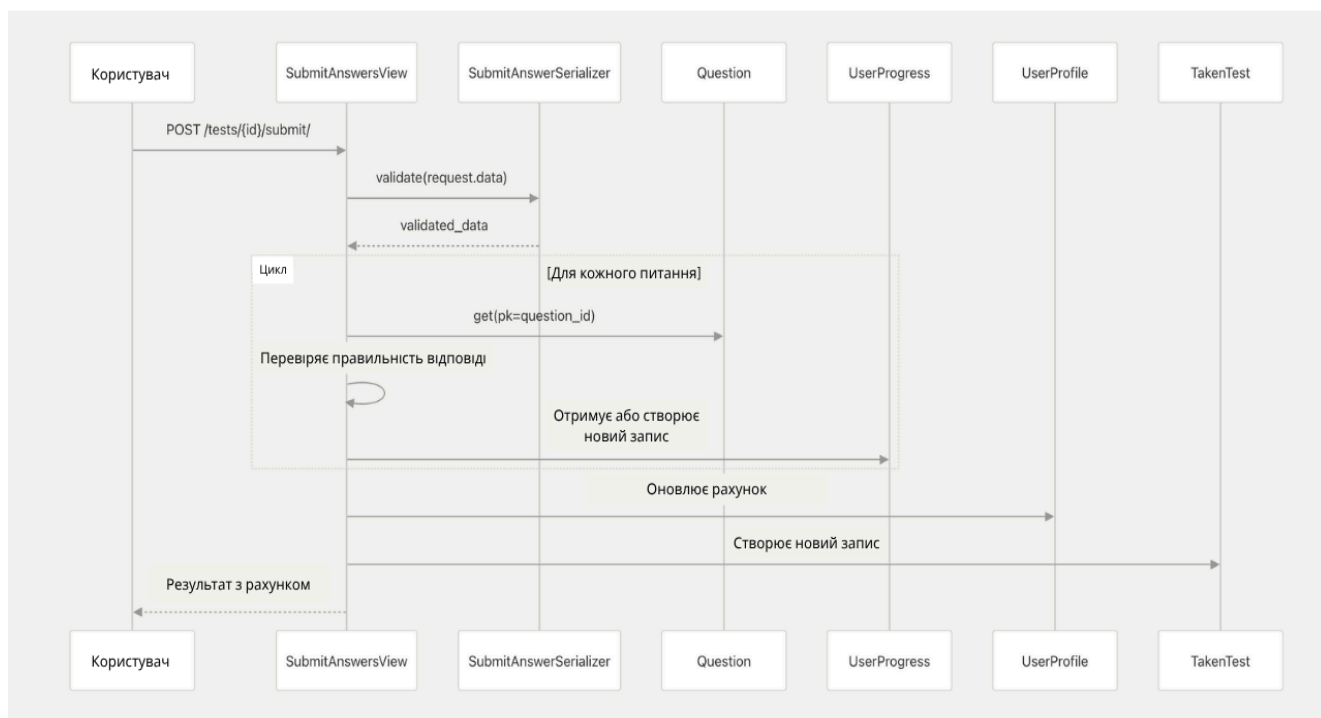 Користувач
SubmitAnswersView
SubmitAnswerSerializer
Question
UserProgress
UserProfile
TakenTest
POST /tests/{id}/submit/
validate(request.data)
validated_data
Цикл
[Для кожного питання]
get(pk=question_id)
Перевіряє правильність відповіді
Отримує або створює
новий запис
Оновлює рахунок
Створює новий запис
Результат з рахунком
Користувач
SubmitAnswersView
SubmitAnswerSerializer
Question
UserProgress
UserProfile
TakenTest